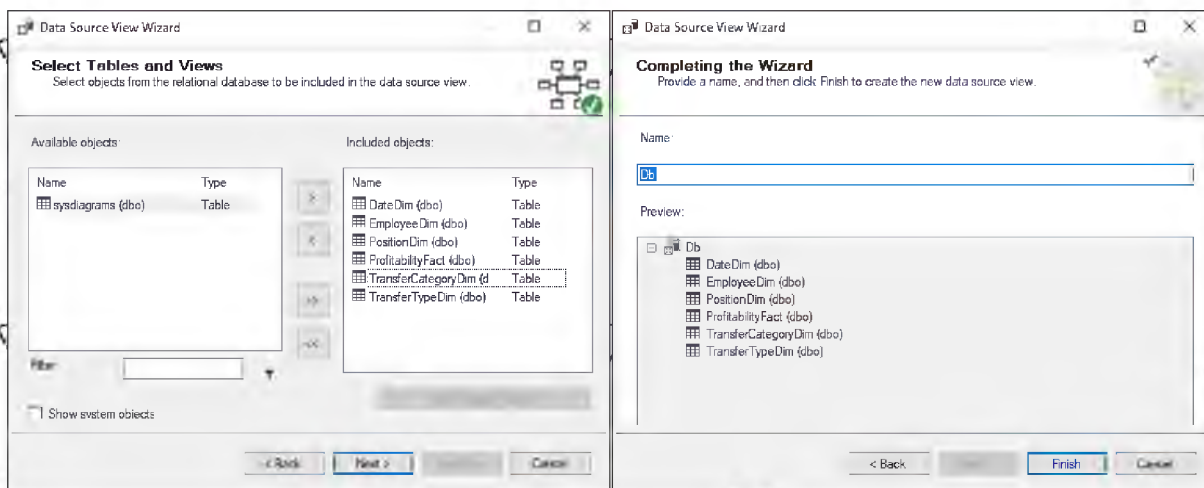 Data Source View Wizard
Select Tables and Views
Select objects from the relational database to be included in the data source view.
Available objects:
Name Type
sysdiagrams (dbo) Table
>
<
>>
<<
Included objects:
Name Type
DateDim (dbo) Table
EmployeeDim (dbo) Table
PositionDim (dbo) Table
ProfitabilityFact (dbo) Table
TransferCategoryDim (d Table
TransferTypeDim (dbo) Table
Filter:
Show system objects
< Back Next > Cancel
Data Source View Wizard
Completing the Wizard
Provide a name, and then click Finish to create the new data source view.
Name:
Db
Preview:
Db
DateDim (dbo)
EmployeeDim (dbo)
PositionDim (dbo)
ProfitabilityFact (dbo)
TransferCategoryDim (dbo)
TransferTypeDim (dbo)
< Back Finish Cancel